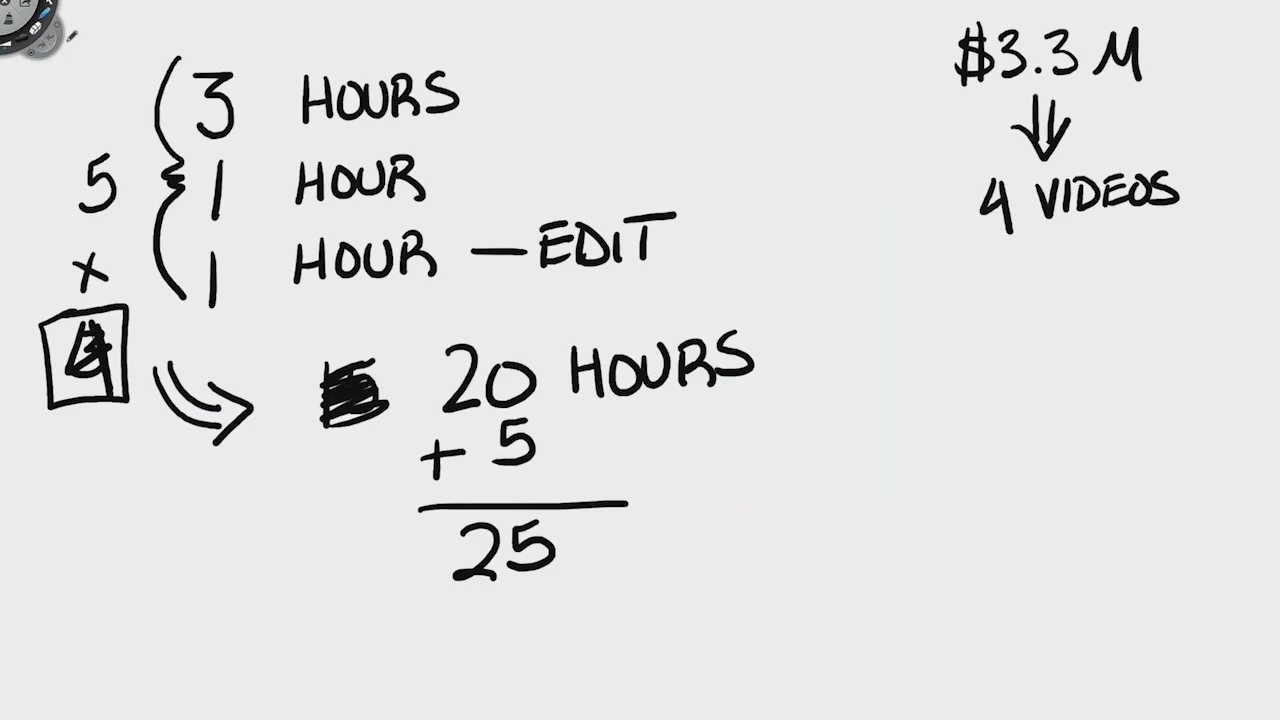 3 HOURS
5 1 HOUR
x 1 HOUR — EDIT
4
20 HOURS
+ 5
25
$3.3 M
4 VIDEOS